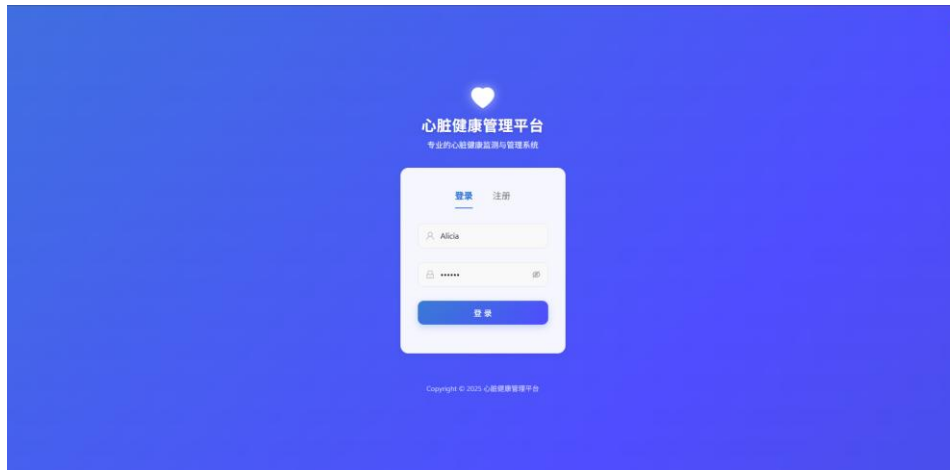 心脏健康管理平台
专业的心脏健康监测与管理系统
登录 注册
Alicia
••••••
登 录
Copyright © 2025 心脏健康管理平台